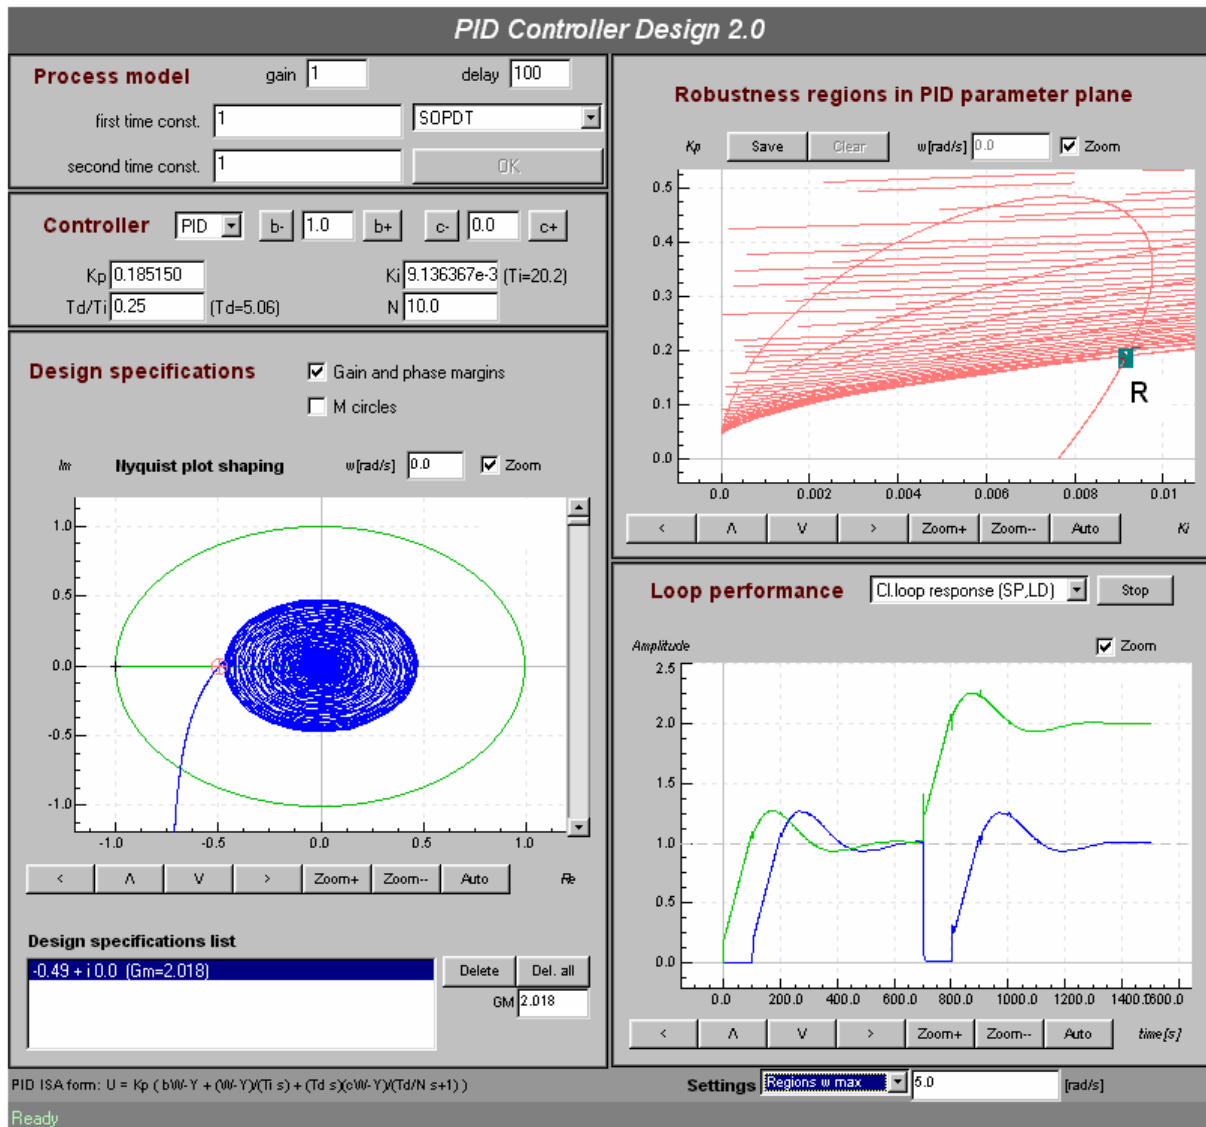 PID Controller Design 2.0
Process model gain 1 delay 100
first time const. 1 SOPDT
second time const. 1 OK
Controller PID b- 1.0 b+ c- 0.0 c+
Kp 0.185150 Ki 9.136367e-3 (Ti=20.2)
Td/Ti 0.25 (Td=5.06) N 10.0
Design specifications Gain and phase margins
M circles
Im Nyquist plot shaping w[rad/s] 0.0 Zoom
1.0
0.5
0.0
-0.5
-1.0
-1.0 -0.5 0.0 0.5 1.0
< Λ V > Zoom+ Zoom-- Auto Re
Design specifications list
-0.49 + i 0.0 (Gm=2.018) Delete Del. all
GM 2.018
Robustness regions in PID parameter plane
Kp Save Clear w[rad/s] 0.0 Zoom
0.5
0.4
0.3
0.2
R
0.1
0.0
0.0 0.002 0.004 0.006 0.008 0.01
< Λ V > Zoom+ Zoom-- Auto Ki
Loop performance Cl.loop response (SP,LD) Stop
Amplitude Zoom
2.5
2.0
1.5
1.0
0.5
0.0
0.0 200.0 400.0 600.0 800.0 1000.0 1200.0 1400.0 1600.0
< Λ V > Zoom+ Zoom-- Auto time[s]
PID ISA form: U = Kp ( bW-Y + (W-Y)/(Ti s) + (Td s)(cW-Y)/(Td/N s+1) ) Settings Regions w max 5.0 [rad/s]
Ready